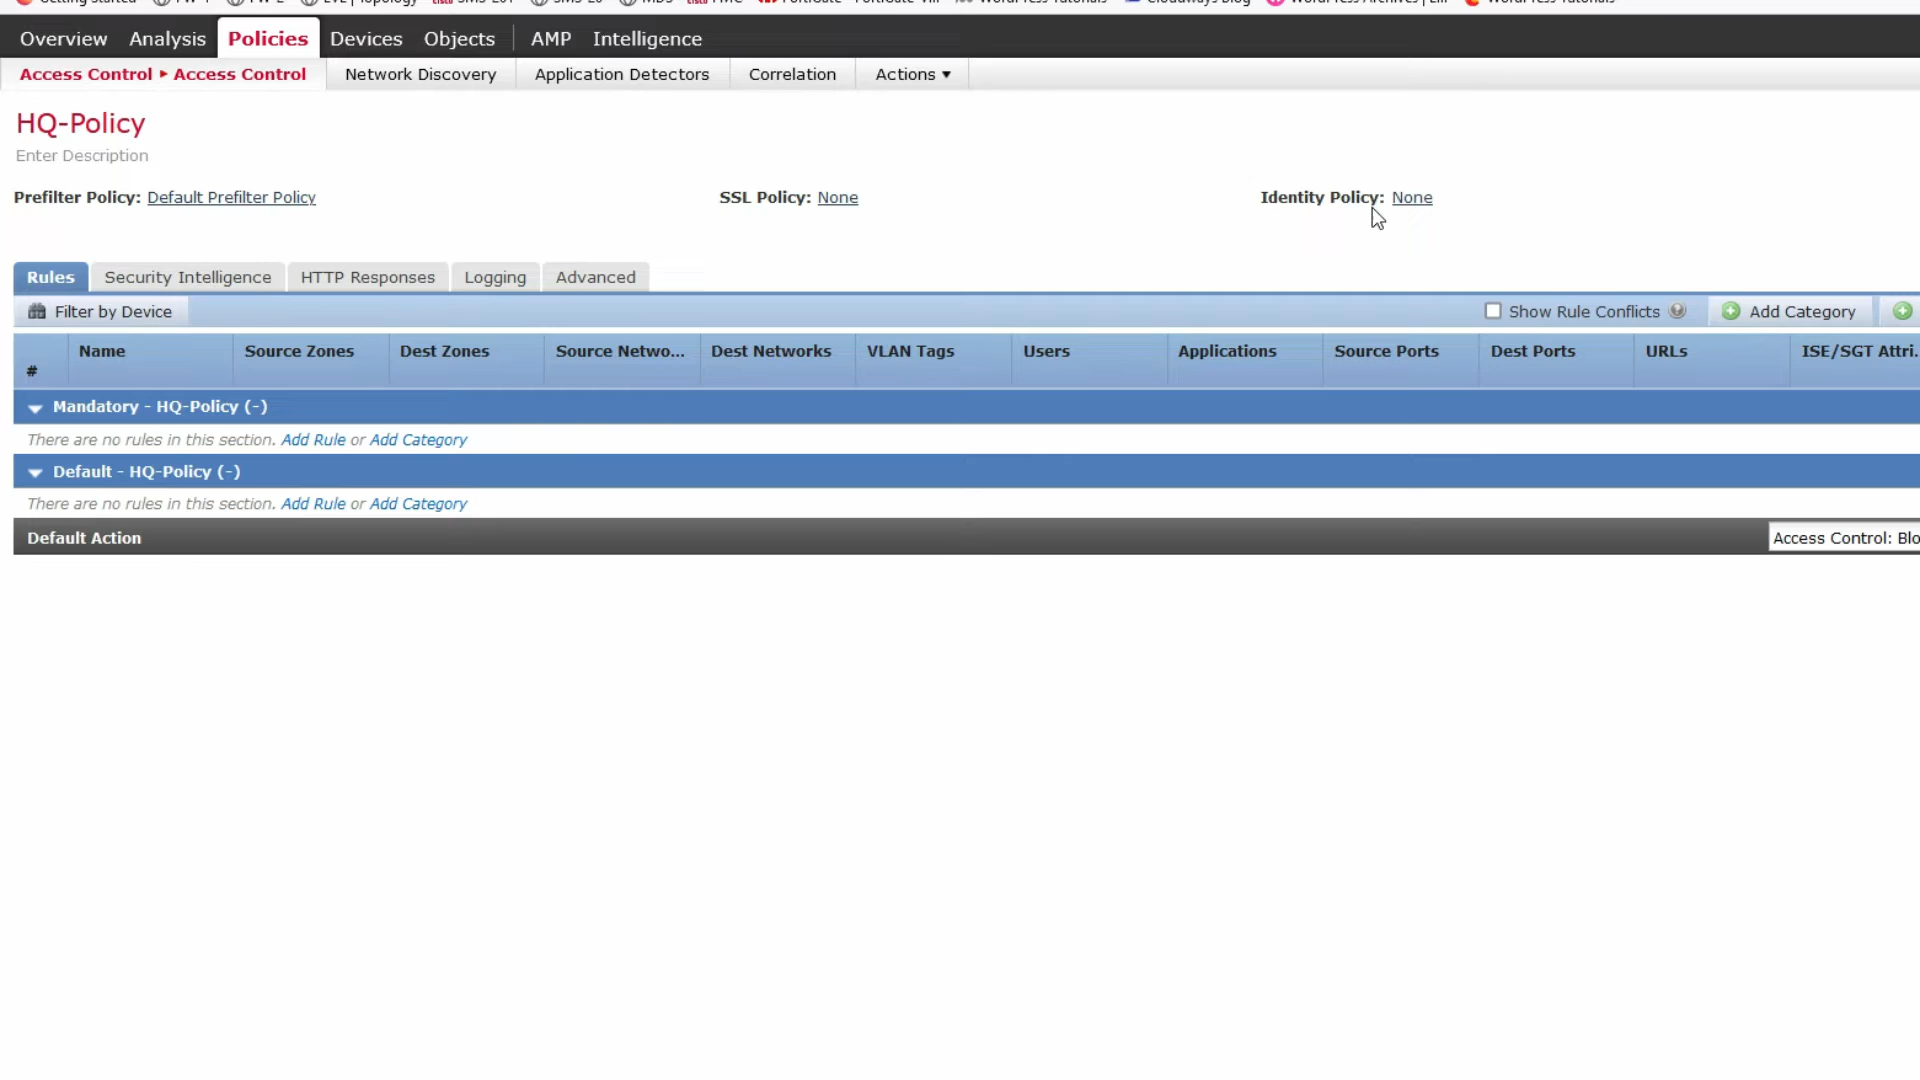 Overview Analysis Policies Devices Objects AMP Intelligence
Access Control ▸ Access Control Network Discovery Application Detectors Correlation Actions ▾
HQ-Policy
Enter Description
Prefilter Policy: Default Prefilter Policy SSL Policy: None Identity Policy: None
Rules Security Intelligence HTTP Responses Logging Advanced
Filter by Device Show Rule Conflicts Add Category
# Name Source Zones Dest Zones Source Netwo... Dest Networks VLAN Tags Users Applications Source Ports Dest Ports URLs ISE/SGT Attri.
Mandatory - HQ-Policy (-)
There are no rules in this section. Add Rule or Add Category
Default - HQ-Policy (-)
There are no rules in this section. Add Rule or Add Category
Default Action Access Control: Blo